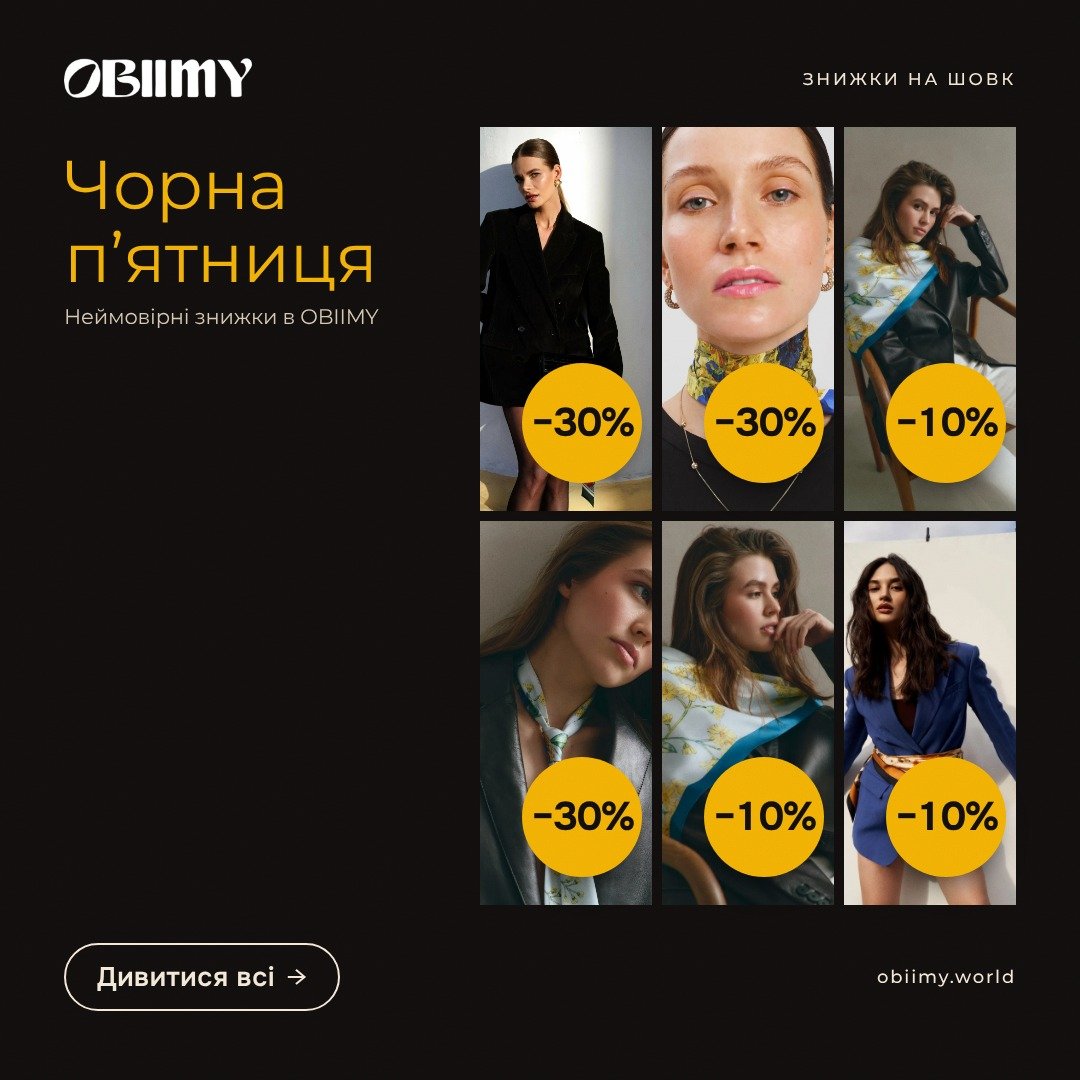 OBIIMY
ЗНИЖКИ НА ШОВК
Чорна
п’ятниця
Неймовірні знижки в OBIIMY
-30%
-30%
-10%
-30%
-10%
-10%
Дивитися всі →
obiimy.world